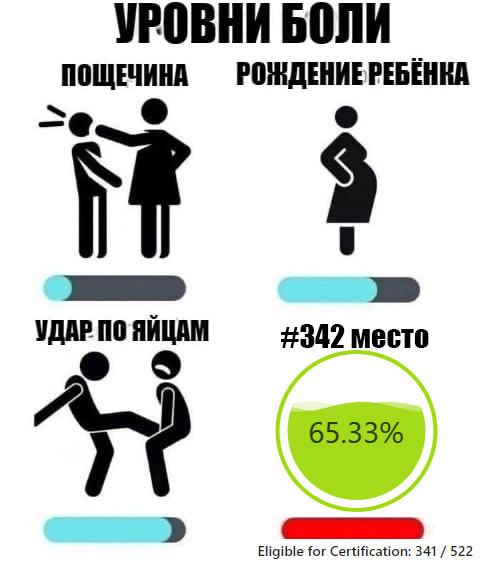 УРОВНИ БОЛИ
ПОЩЕЧИНА
РОЖДЕНИЕ РЕБЁНКА
УДАР ПО ЯЙЦАМ
#342 место
65.33%
Eligible for Certification: 341 / 522